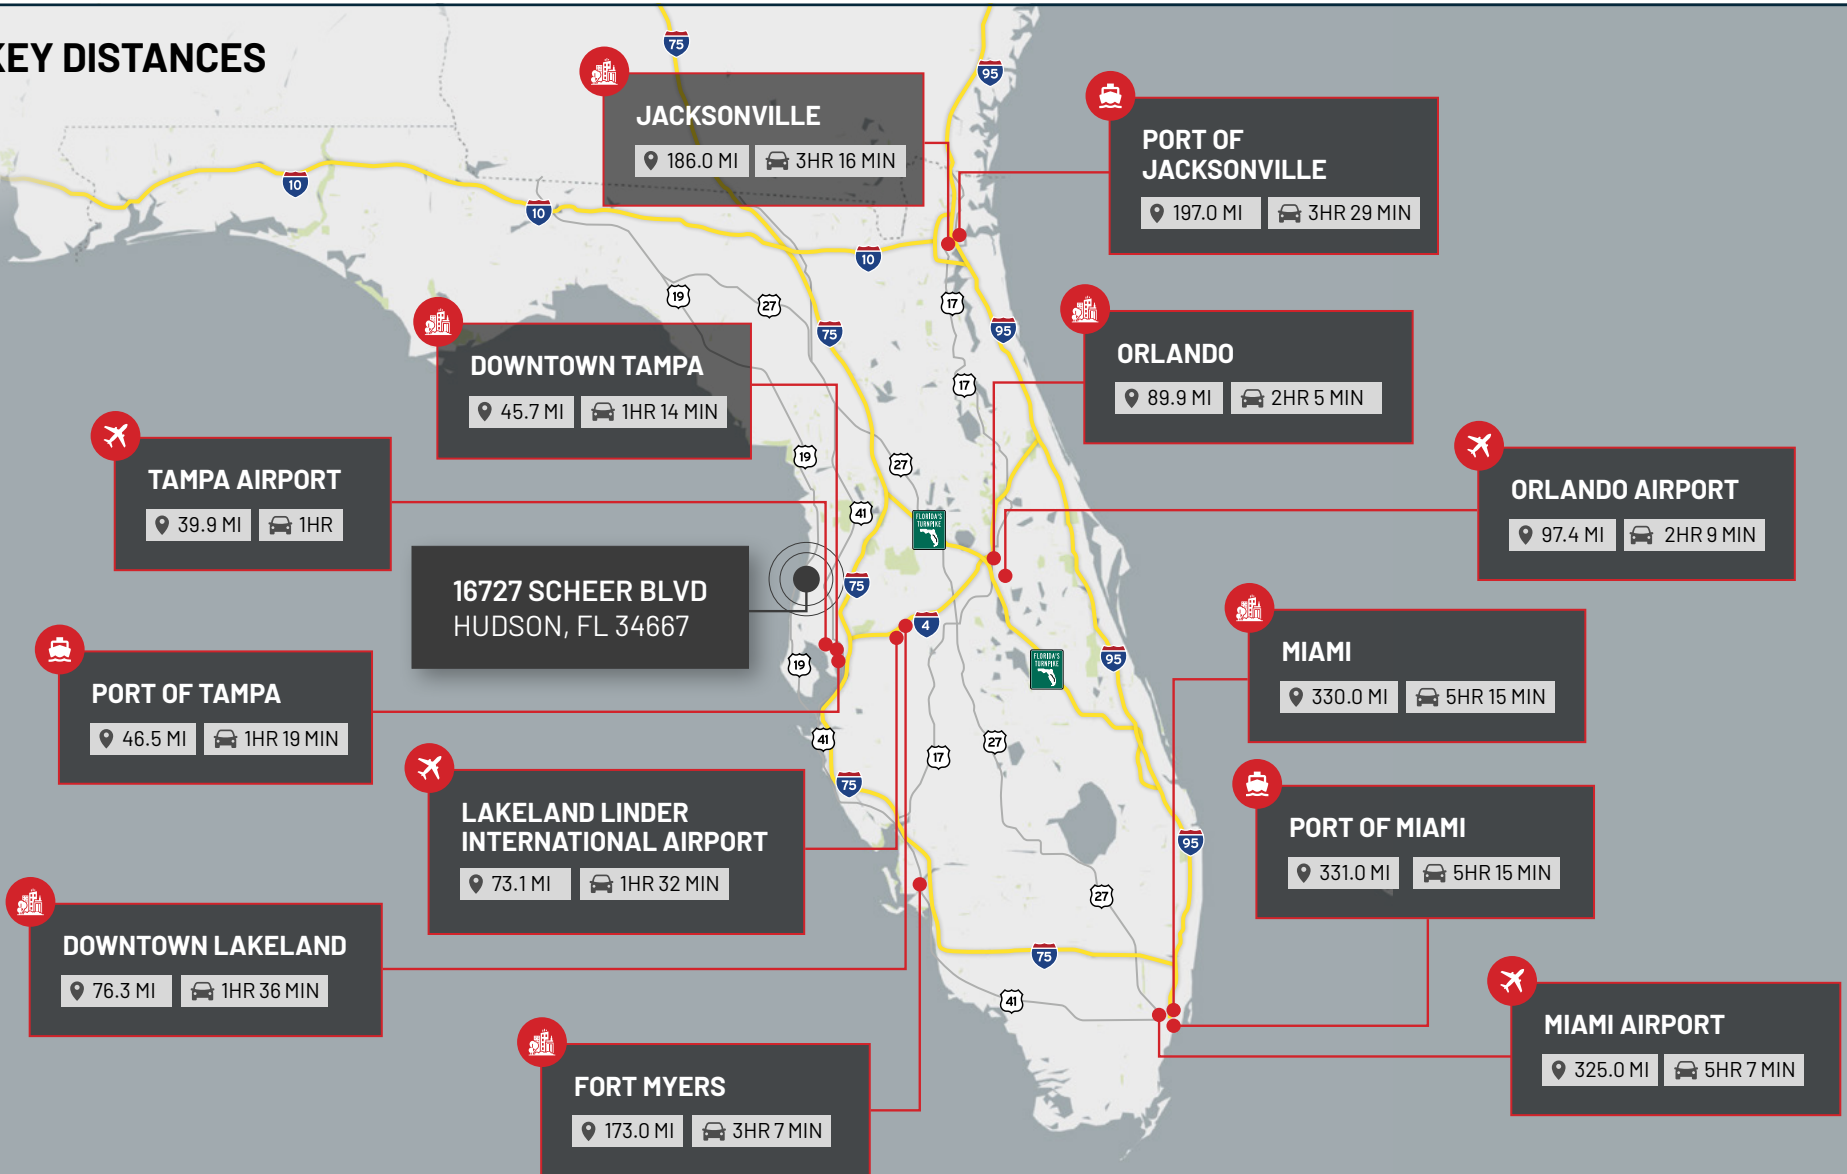 KEY DISTANCES
75
95
JACKSONVILLE
186.0 MI
3HR 16 MIN
PORT OF
JACKSONVILLE
197.0 MI
3HR 29 MIN
10
10
10
19
27
17
75
95
DOWNTOWN TAMPA
45.7 MI
1HR 14 MIN
ORLANDO
89.9 MI
2HR 5 MIN
17
TAMPA AIRPORT
39.9 MI
1HR
19
27
41
FLORIDA'S
TURNPIKE
ORLANDO AIRPORT
97.4 MI
2HR 9 MIN
16727 SCHEER BLVD
HUDSON, FL 34667
75
4
19
FLORIDA'S
TURNPIKE
95
MIAMI
330.0 MI
5HR 15 MIN
PORT OF TAMPA
46.5 MI
1HR 19 MIN
41
17
27
75
LAKELAND LINDER
INTERNATIONAL AIRPORT
73.1 MI
1HR 32 MIN
PORT OF MIAMI
331.0 MI
5HR 15 MIN
95
27
DOWNTOWN LAKELAND
76.3 MI
1HR 36 MIN
75
41
MIAMI AIRPORT
325.0 MI
5HR 7 MIN
FORT MYERS
173.0 MI
3HR 7 MIN